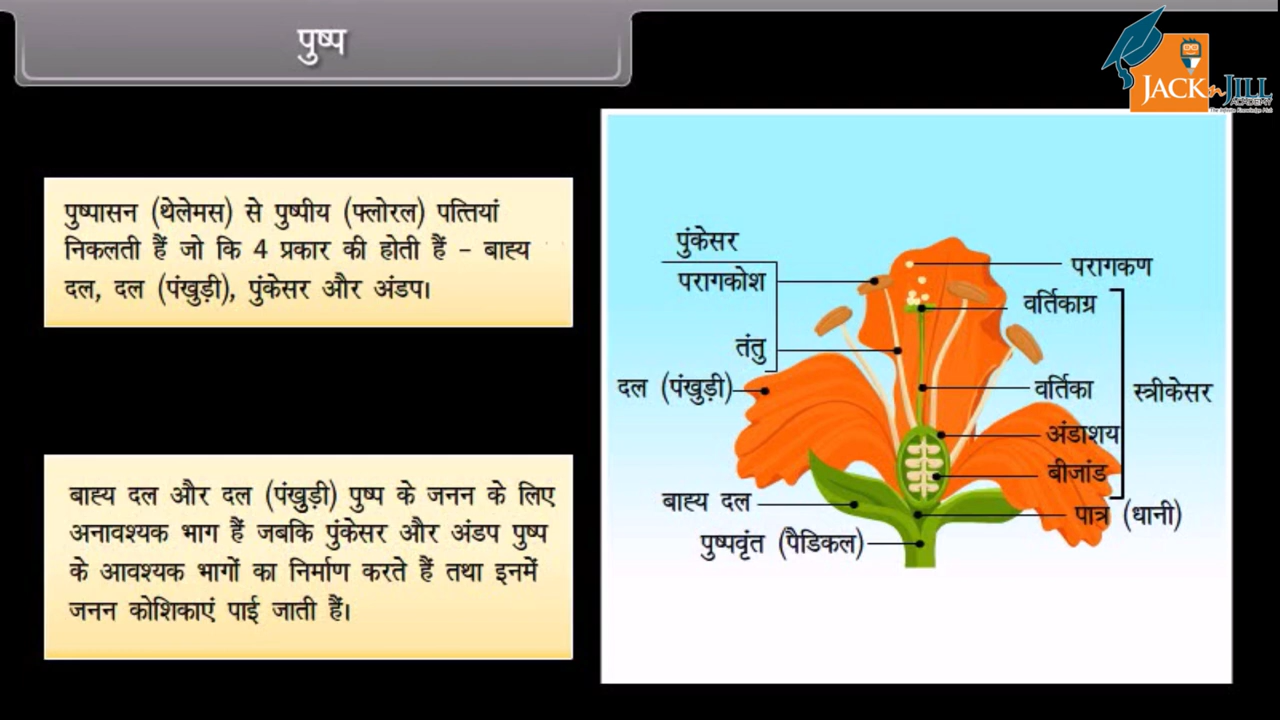 पुष्प
JACK n JILL
ACADEMY
पुष्पासन (थेलेमस) से पुष्पीय (फ्लोरल) पत्तियां
निकलती हैं जो कि 4 प्रकार की होती हैं – बाह्य
दल, दल (पंखुड़ी), पुंकेसर और अंडप।
बाह्य दल और दल (पंखुड़ी) पुष्प के जनन के लिए
अनावश्यक भाग हैं जबकि पुंकेसर और अंडप पुष्प
के आवश्यक भागों का निर्माण करते हैं तथा इनमें
जनन कोशिकाएं पाई जाती हैं।
पुंकेसर
परागकोश
तंतु
दल (पंखुड़ी)
बाह्य दल
पुष्पवृंत (पैडिकल)
परागकण
वर्तिकाग्र
वर्तिका
स्त्रीकेसर
अंडाशय
बीजांड
पात्र (धानी)